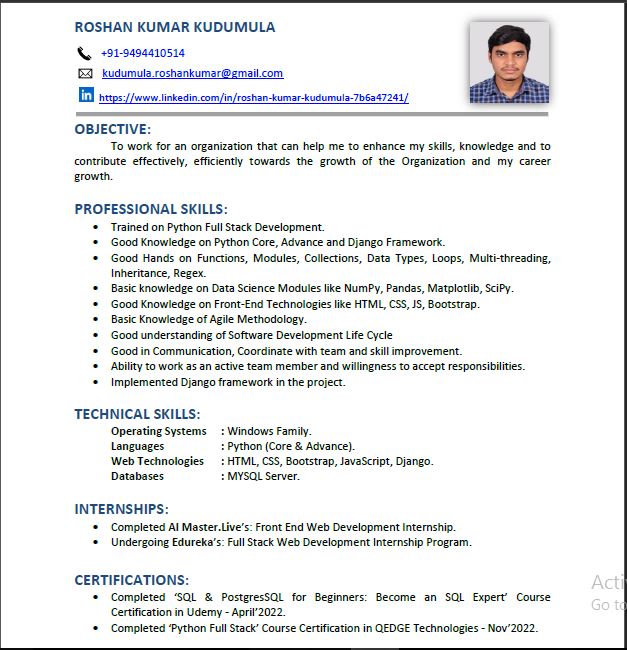 ROSHAN KUMAR KUDUMULA
+91-9494410514
kudumula.roshankumar@gmail.com
in https://www.linkedin.com/in/roshan-kumar-kudumula-7b6a47241/
OBJECTIVE:
To work for an organization that can help me to enhance my skills, knowledge and to
contribute effectively, efficiently towards the growth of the Organization and my career
growth.
PROFESSIONAL SKILLS:
• Trained on Python Full Stack Development.
• Good Knowledge on Python Core, Advance and Django Framework.
• Good Hands on Functions, Modules, Collections, Data Types, Loops, Multi-threading,
Inheritance, Regex.
• Basic knowledge on Data Science Modules like NumPy, Pandas, Matplotlib, SciPy.
• Good Knowledge on Front-End Technologies like HTML, CSS, JS, Bootstrap.
• Basic Knowledge of Agile Methodology.
• Good understanding of Software Development Life Cycle
• Good in Communication, Coordinate with team and skill improvement.
• Ability to work as an active team member and willingness to accept responsibilities.
• Implemented Django framework in the project.
TECHNICAL SKILLS:
Operating Systems : Windows Family.
Languages : Python (Core & Advance).
Web Technologies : HTML, CSS, Bootstrap, JavaScript, Django.
Databases : MYSQL Server.
INTERNSHIPS:
• Completed AI Master.Live's: Front End Web Development Internship.
• Undergoing Edureka's: Full Stack Web Development Internship Program.
CERTIFICATIONS:
• Completed 'SQL & PostgresSQL for Beginners: Become an SQL Expert' Course
Certification in Udemy - April'2022.
• Completed 'Python Full Stack' Course Certification in QEDGE Technologies - Nov'2022.
Acti
Go to